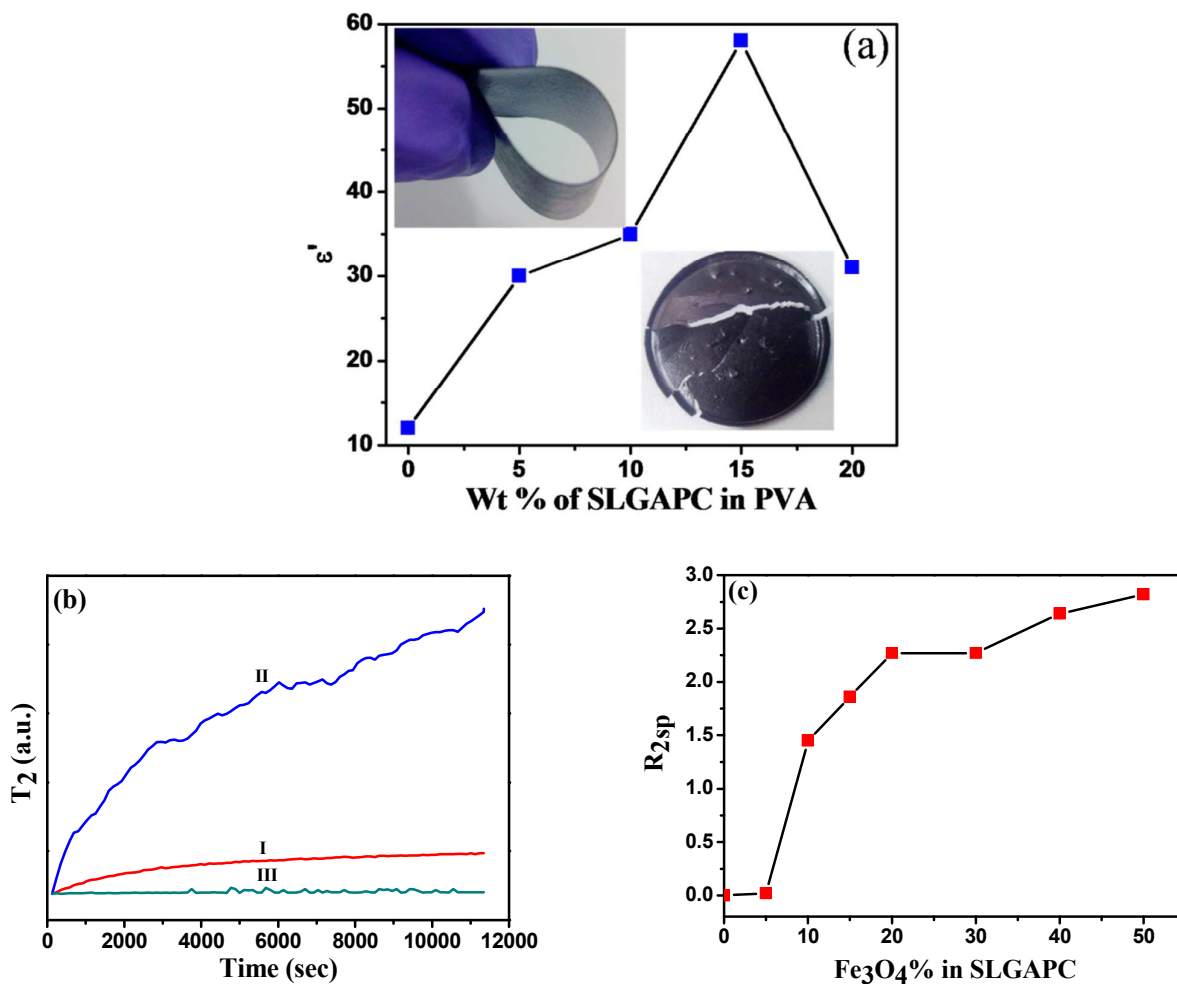 (a)
60
50
40
30
20
10
ε'
0 5 10 15 20
Wt % of SLGAPC in PVA
(b)
II
I
III
T2 (a.u.)
0 2000 4000 6000 8000 10000 12000
Time (sec)
(c)
3.0
2.5
2.0
1.5
1.0
0.5
0.0
R2sp
0 10 20 30 40 50
Fe3O4% in SLGAPC